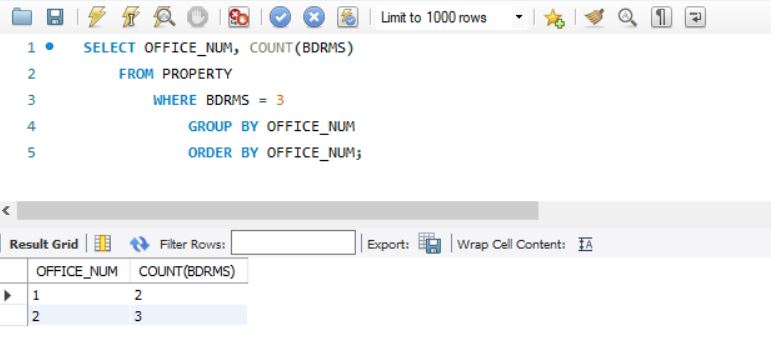 Limit to 1000 rows
1 SELECT OFFICE_NUM, COUNT(BDRMS)
2 FROM PROPERTY
3 WHERE BDRMS = 3
4 GROUP BY OFFICE_NUM
5 ORDER BY OFFICE_NUM;
Result Grid Filter Rows: Export: Wrap Cell Content: IA
OFFICE_NUM COUNT(BDRMS)
1 2
2 3